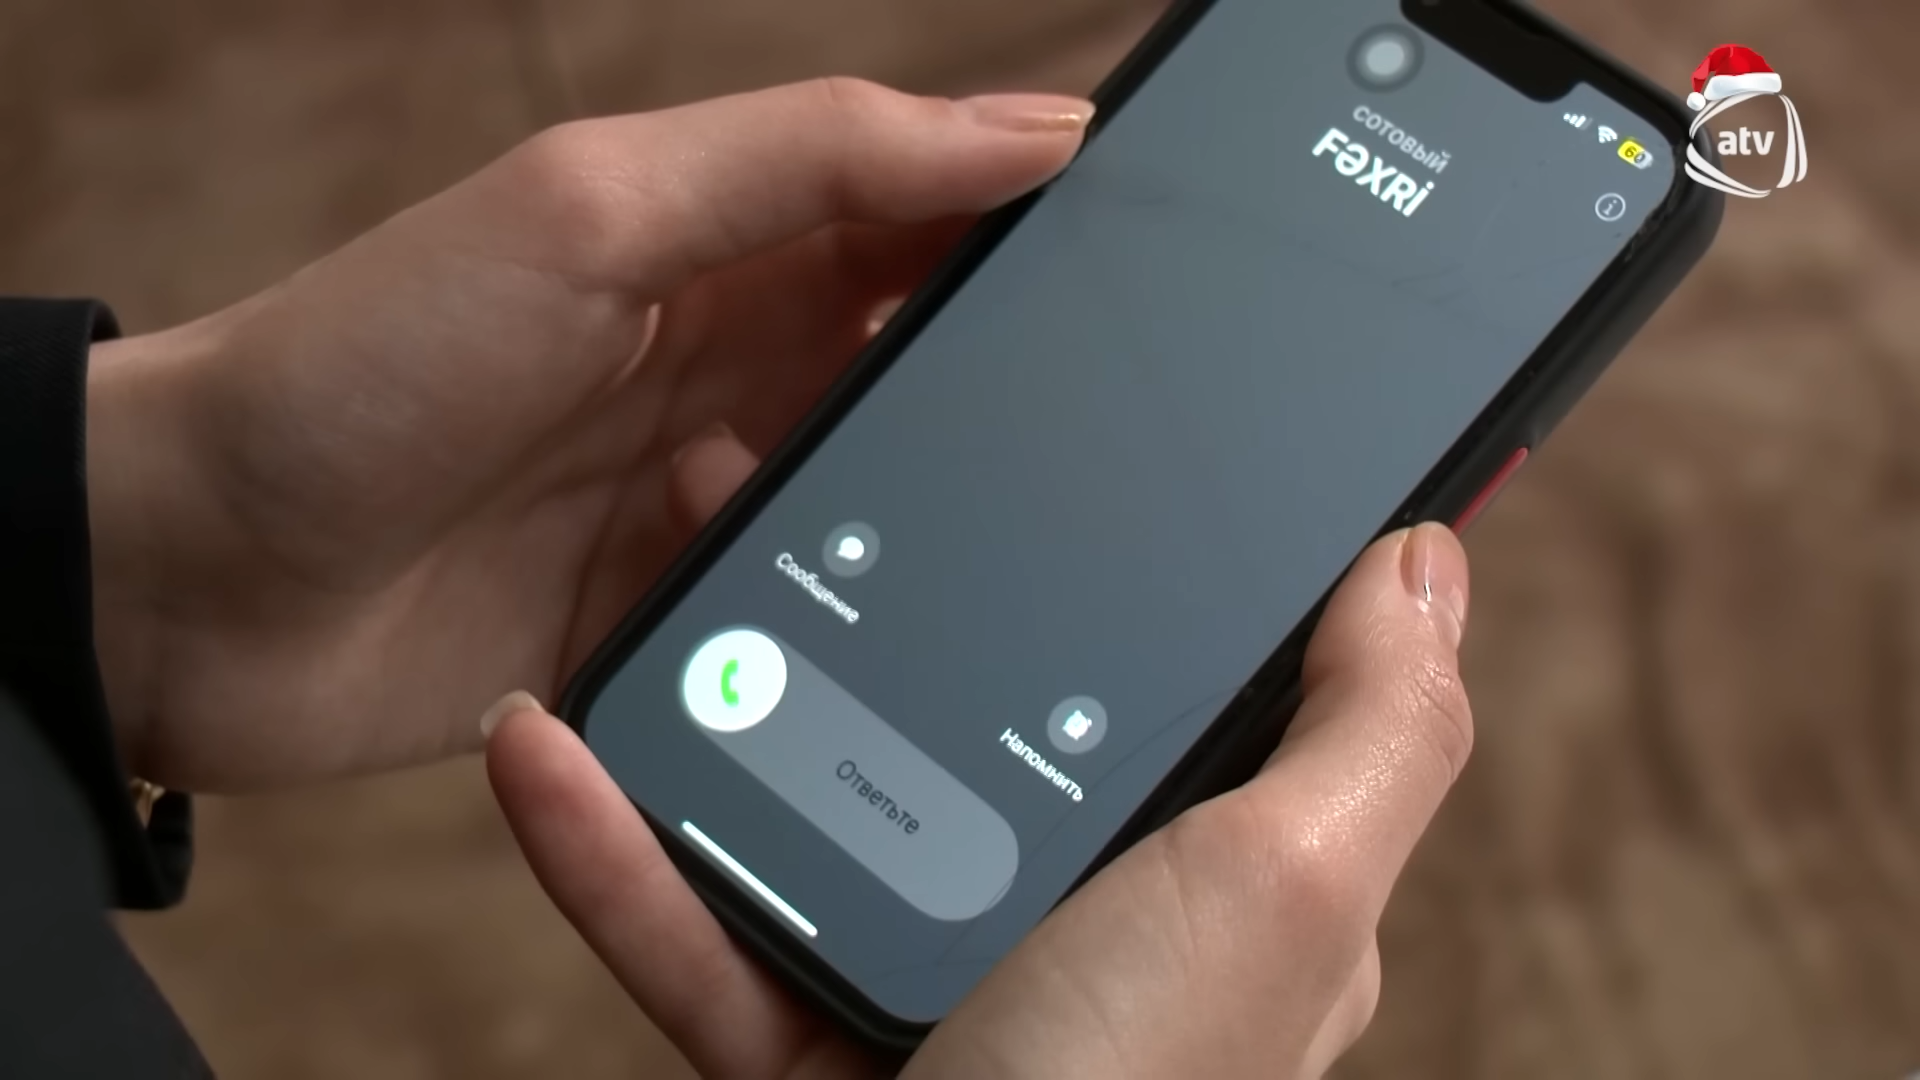 atv
60
сотовый
FƏXRİ
Сообщение
Напомнить
Ответьте